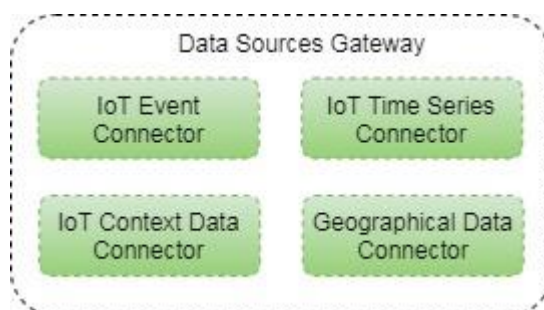 Data Sources Gateway
IoT Event
Connector
IoT Time Series
Connector
IoT Context Data
Connector
Geographical Data
Connector